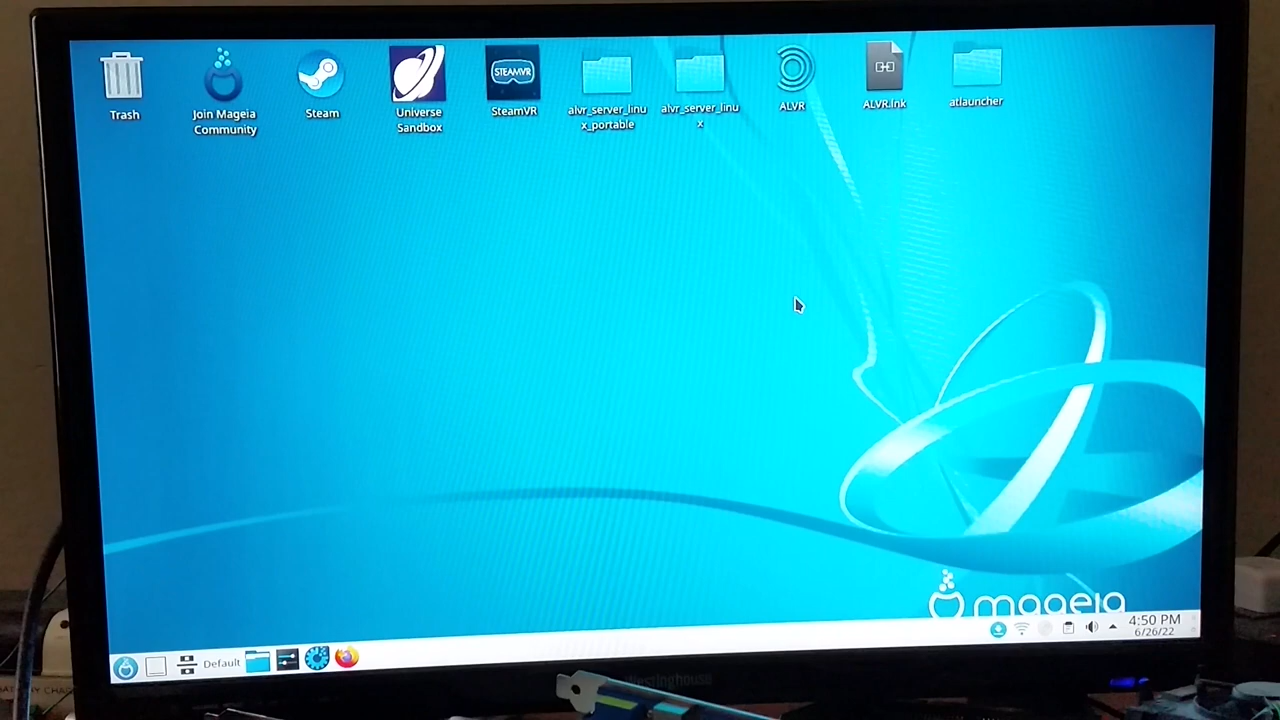 Trash
Join Mageia
Community
Steam
Universe
Sandbox
STEAMVR
SteamVR
alvr_server_linu
x_portable
alvr_server_linu
x
ALVR
ALVR.lnk
atlauncher
mageia
Default
4:50 PM
6/26/22
Westinghouse